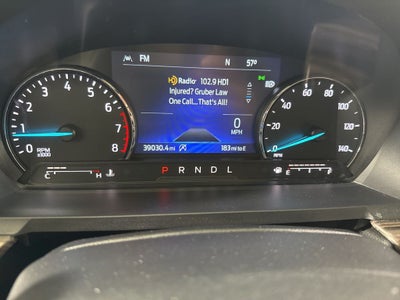 FM N 57°
HD Radio 102.9 HD1
Injured? Gruber Law
One Call...That's All!
0
MPH
1 2 3 4 5 6 7 8
RPM
x1000
0 20 40 60 80 100 120 140
MPH
39030.4 mi 183 mi to E
C H
P R N D L
E F